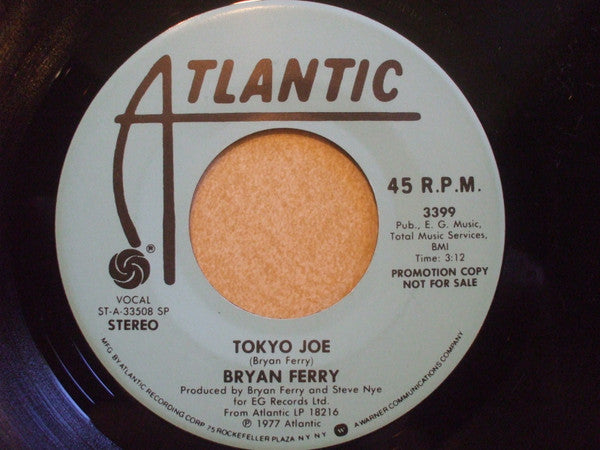 ATLANTIC
®
45 R.P.M.
3399
Pub., E. G. Music,
Total Music Services,
BMI
Time: 3:12
PROMOTION COPY
NOT FOR SALE
VOCAL
ST-A-33508 SP
STEREO
TOKYO JOE
(Bryan Ferry)
BRYAN FERRY
Produced by Bryan Ferry and Steve Nye
for EG Records Ltd.
From Atlantic LP 18216
℗ 1977 Atlantic
MFG. BY ATLANTIC RECORDING CORP. 75 ROCKEFELLER PLAZA NY NY W A WARNER COMMUNICATIONS COMPANY